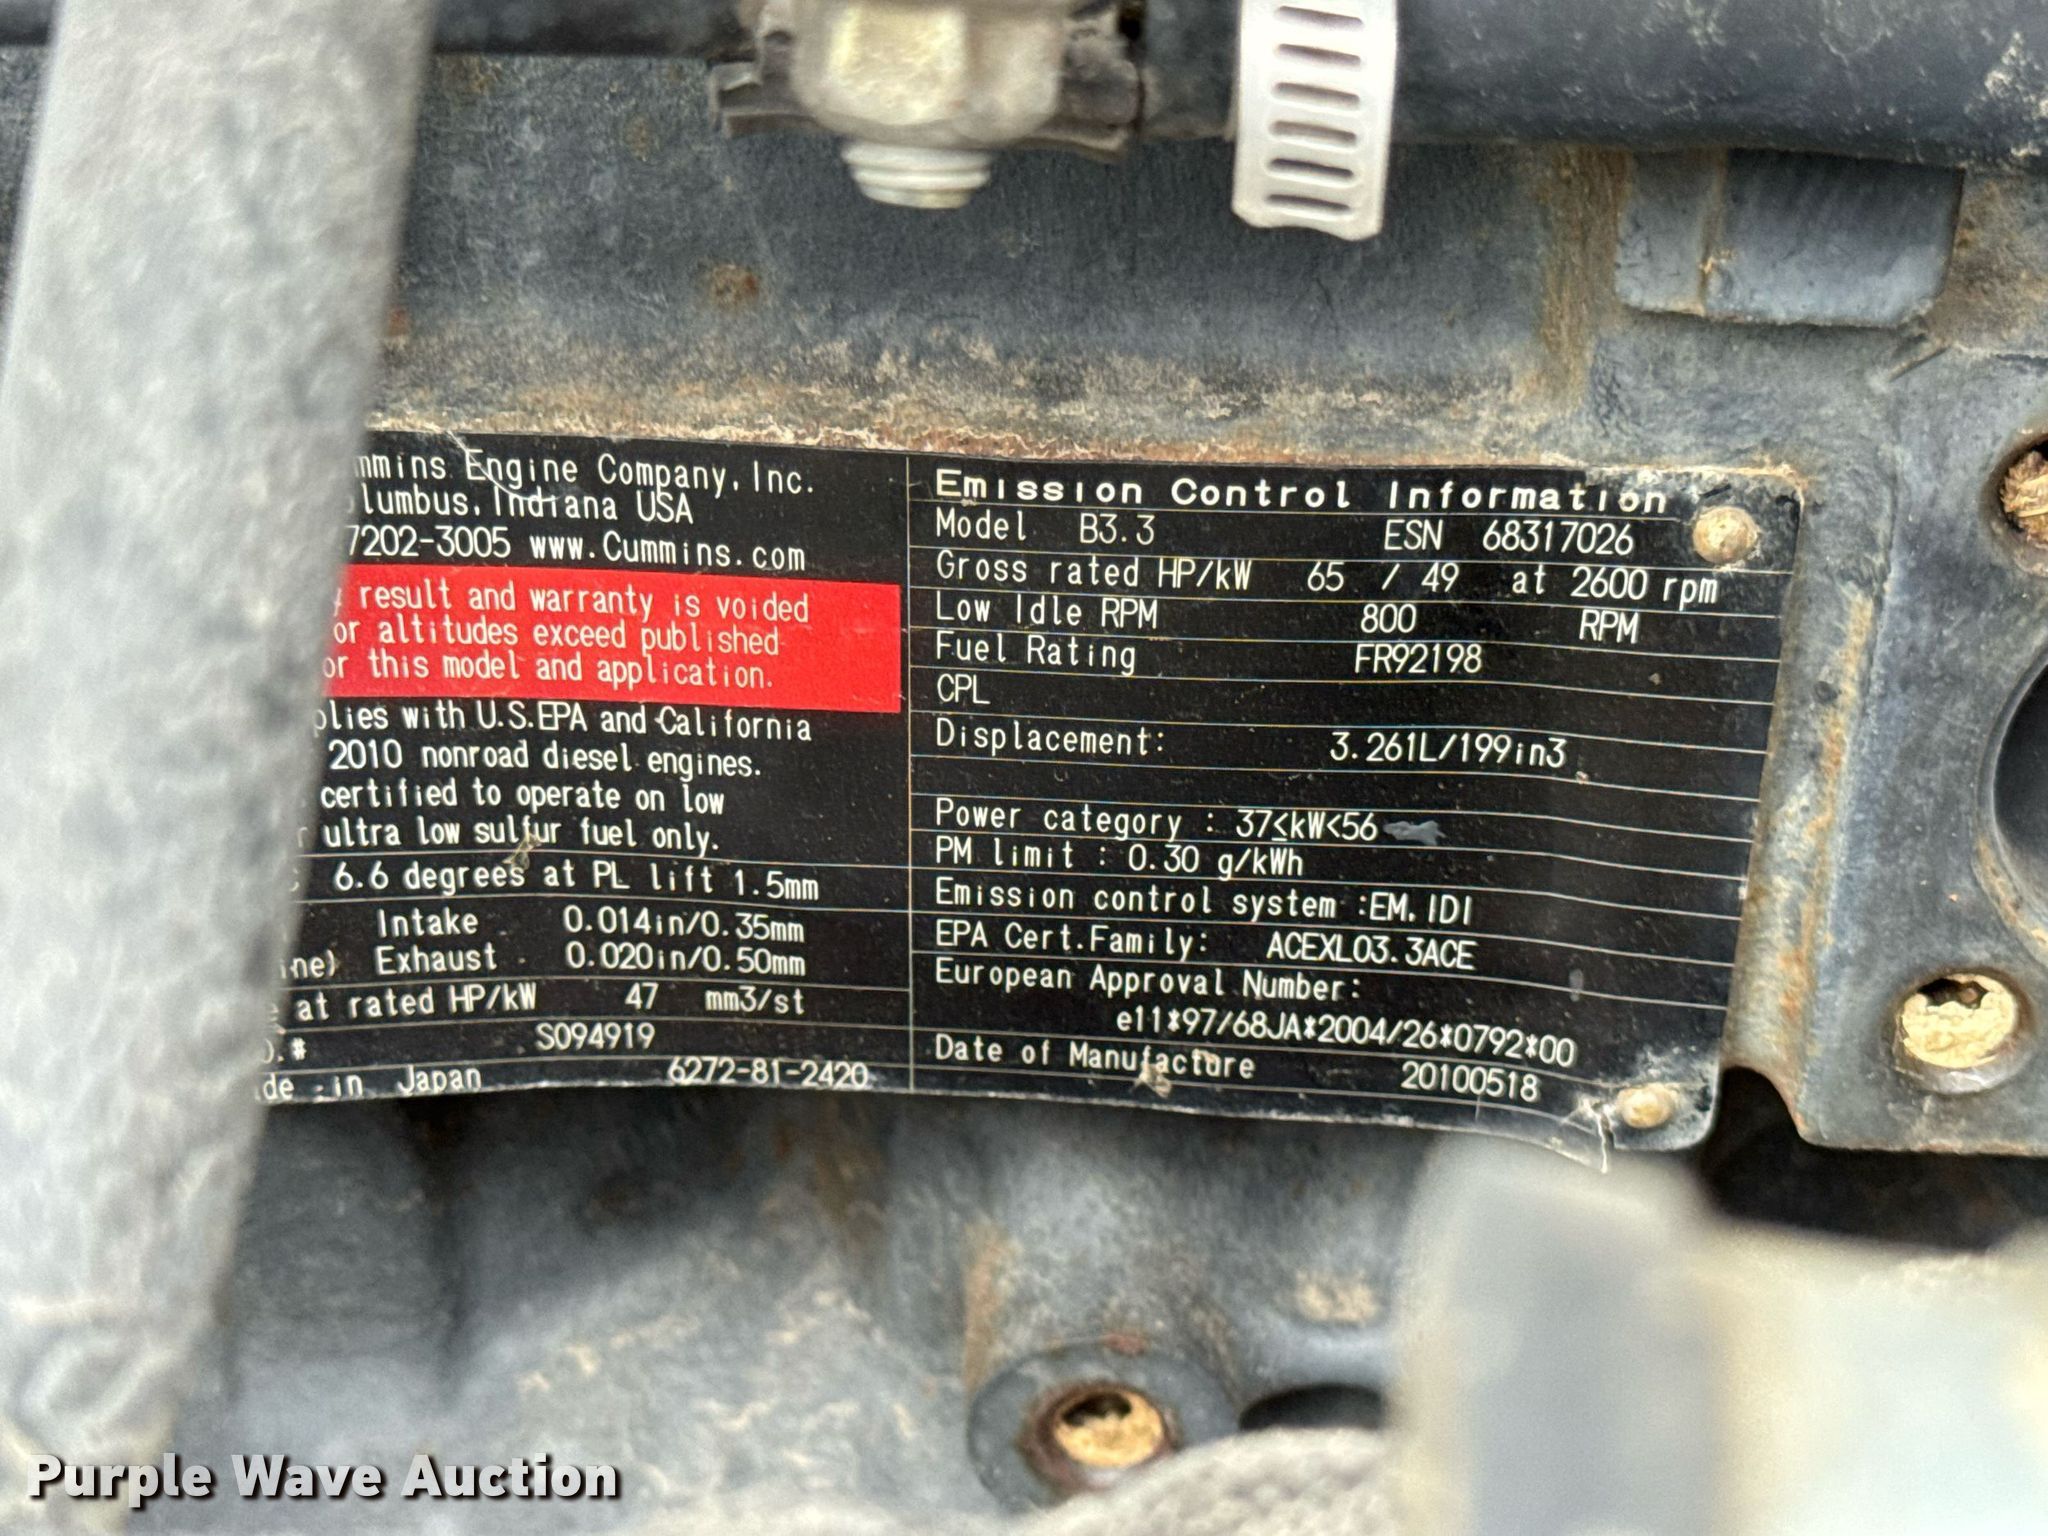 Engine Company, Inc.
Indiana USA
7202-3005 www.Cummins.com
result and warranty is voided
or altitudes exceed published
or this model and application.
with U.S.EPA and California
2010 nonroad diesel engines.
certified to operate on low
ultra low sulfur fuel only.
6.6 degrees at PL lift 1.5mm
Intake 0.014in/0.35mm
Exhaust 0.020in/0.50mm
at rated HP/kW 47 mm3/st
S094919
in Japan 6272-81-2420
Emission Control Information
Model B3.3 ESN 68317026
Gross rated HP/kW 65 / 49 at 2600 rpm
Low Idle RPM 800 RPM
Fuel Rating FR92198
CPL
Displacement: 3.261L/199in3
Power category : 37≤kW<56
PM limit : 0.30 g/kWh
Emission control system :EM, IDI
EPA Cert.Family: ACEXL03.3ACE
European Approval Number:
e11*97/68JA*2004/26*0792*00
Date of Manufacture 20100518
Purple Wave Auction